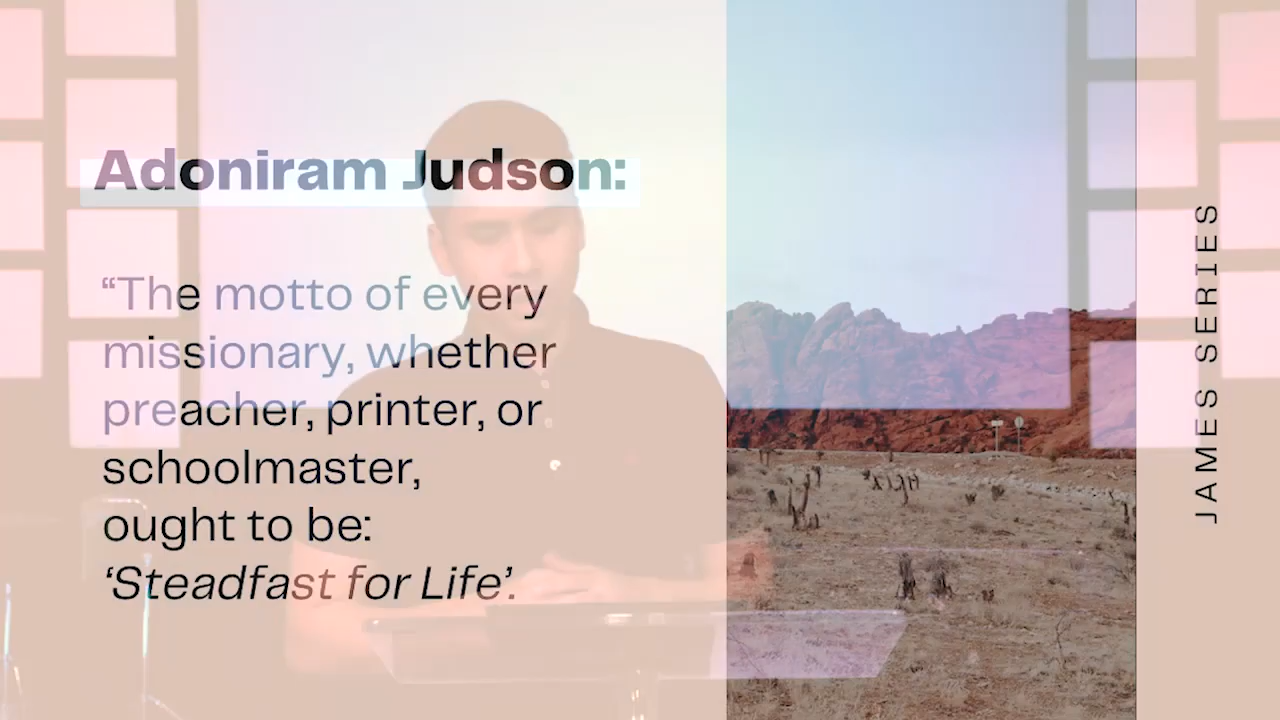 Adoniram Judson:
“The motto of every
missionary, whether
preacher, printer, or
schoolmaster,
ought to be:
‘Steadfast for Life’.
JAMES SERIES